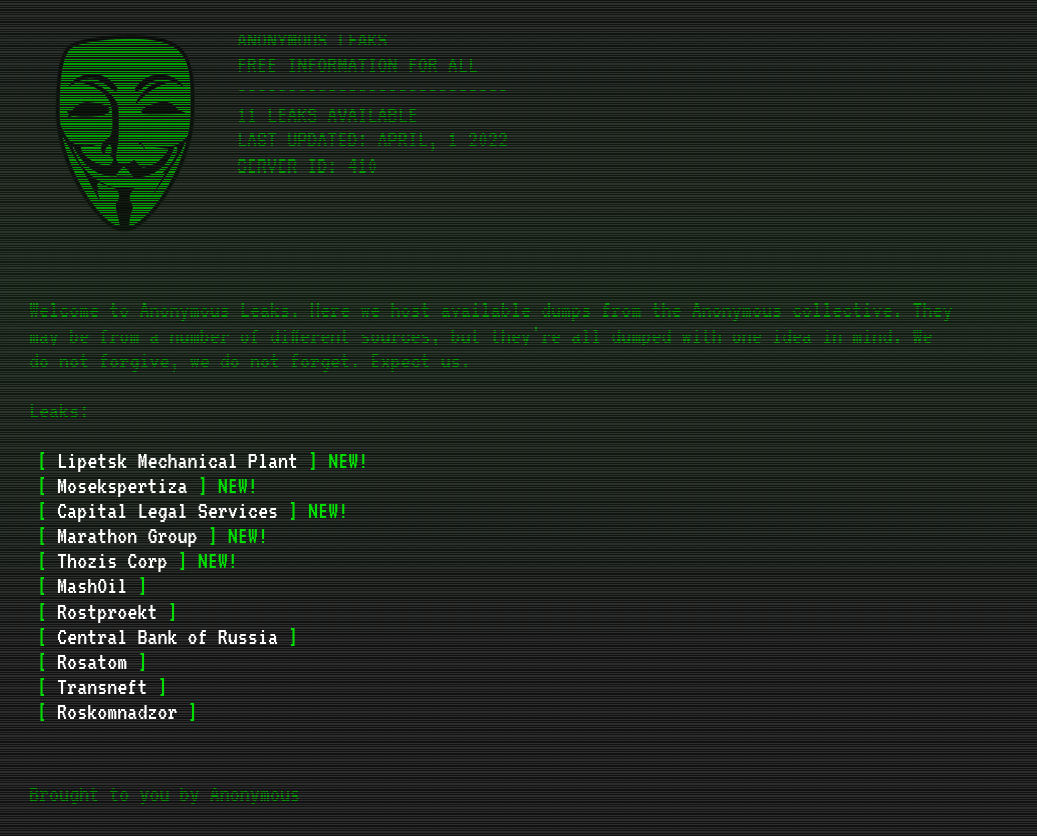 ANONYMOUS LEAKS
FREE INFORMATION FOR ALL
---------------------------
11 LEAKS AVAILABLE
LAST UPDATED: APRIL, 1 2022
SERVER ID: 41A
Welcome to Anonymous Leaks. Here we host available dumps from the Anonymous collective. They
may be from a number of different sources, but they're all dumped with one idea in mind. We
do not forgive, we do not forget. Expect us.
Leaks:
[ Lipetsk Mechanical Plant ] NEW!
[ Mosekspertiza ] NEW!
[ Capital Legal Services ] NEW!
[ Marathon Group ] NEW!
[ Thozis Corp ] NEW!
[ MashOil ]
[ Rostproekt ]
[ Central Bank of Russia ]
[ Rosatom ]
[ Transneft ]
[ Roskomnadzor ]
Brought to you by Anonymous